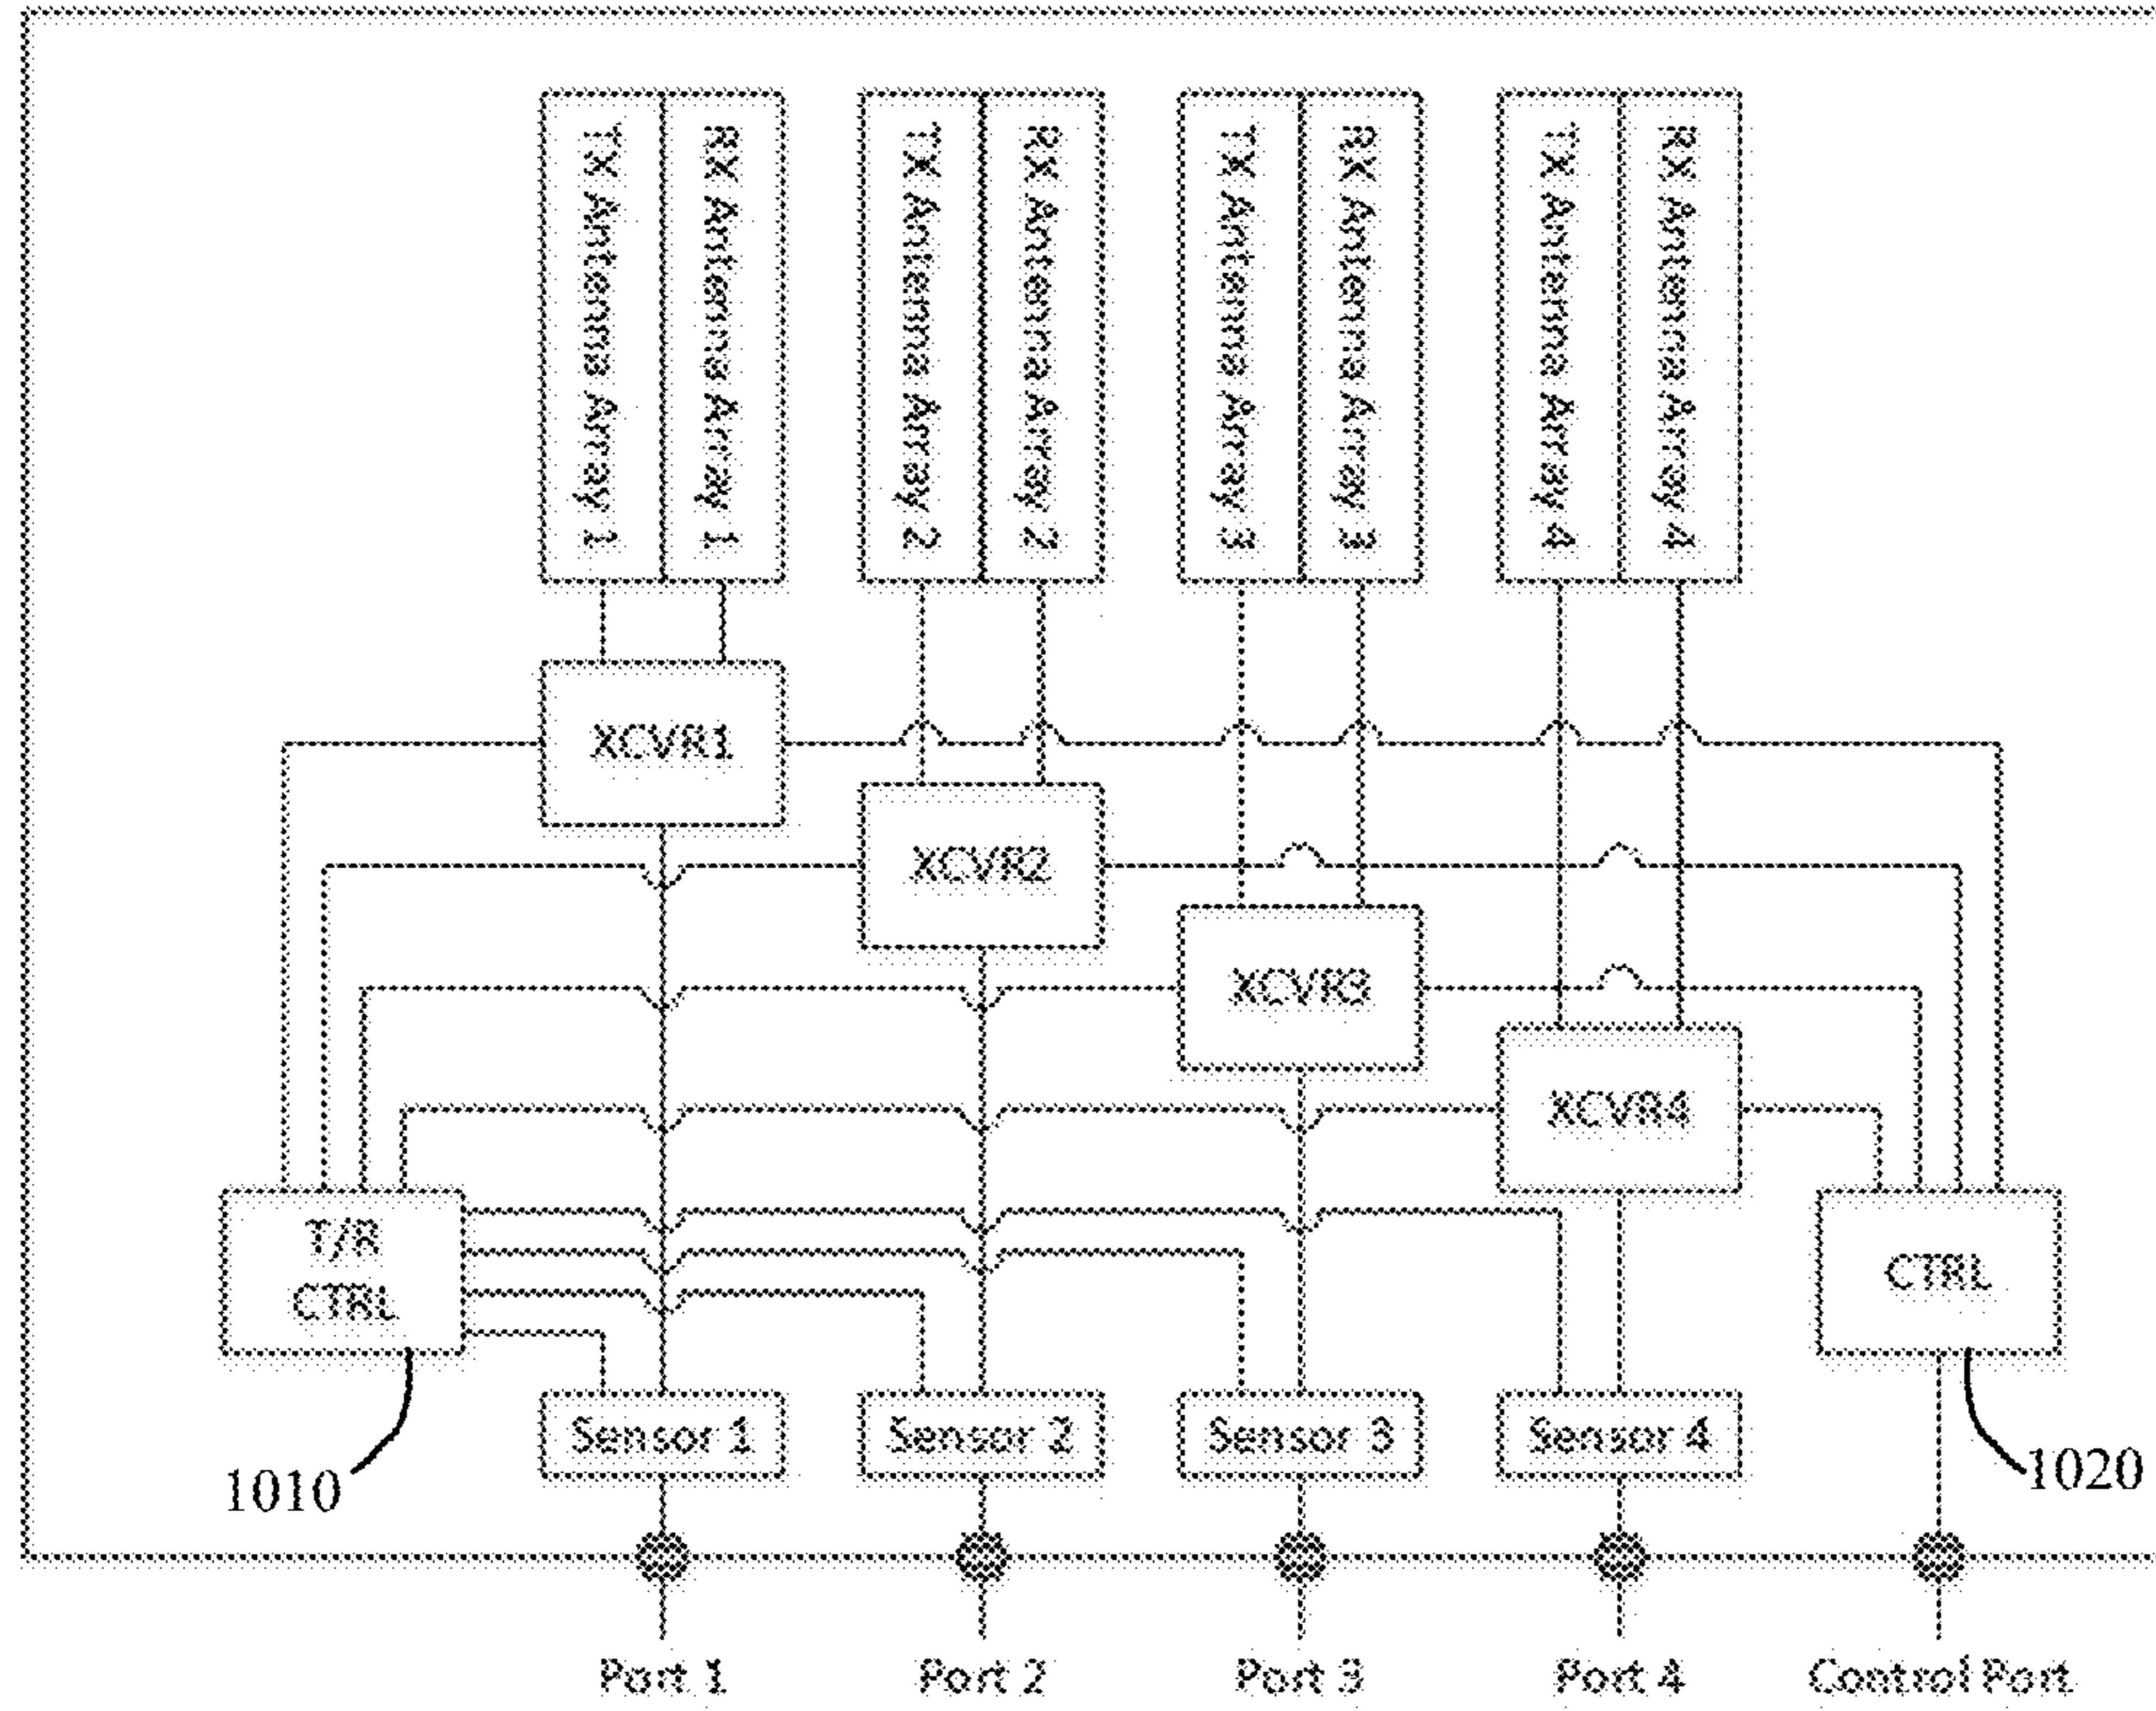 TX Antenna Array 1
RX Antenna Array 1
TX Antenna Array 2
RX Antenna Array 2
TX Antenna Array 3
RX Antenna Array 3
TX Antenna Array 4
RX Antenna Array 4
XCVR1
XCVR2
XCVR3
XCVR4
T/R
CTRL
CTRL
Sensor 1
Sensor 2
Sensor 3
Sensor 4
1010
1020
Port 1
Port 2
Port 3
Port 4
Control Port